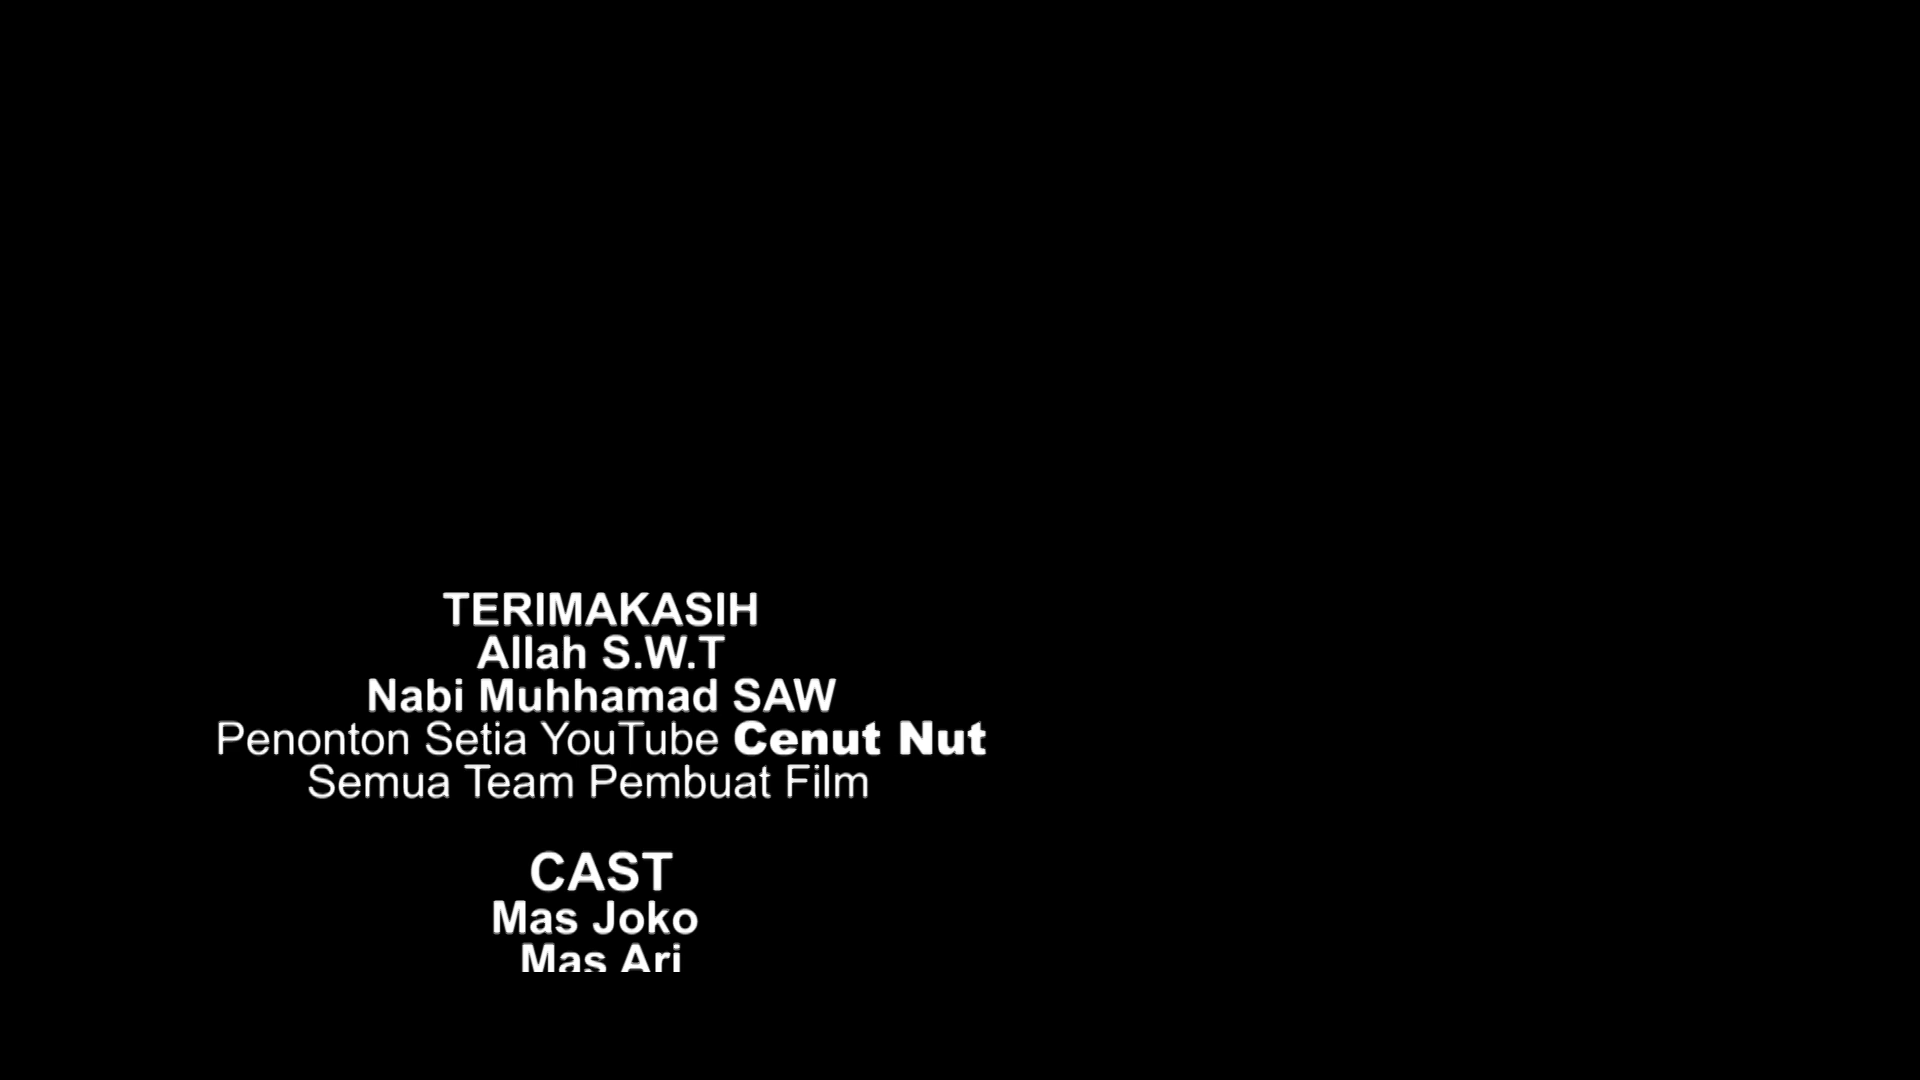 TERIMAKASIH
Allah S.W.T
Nabi Muhhamad SAW
Penonton Setia YouTube Cenut Nut
Semua Team Pembuat Film
CAST
Mas Joko
Mas Ari